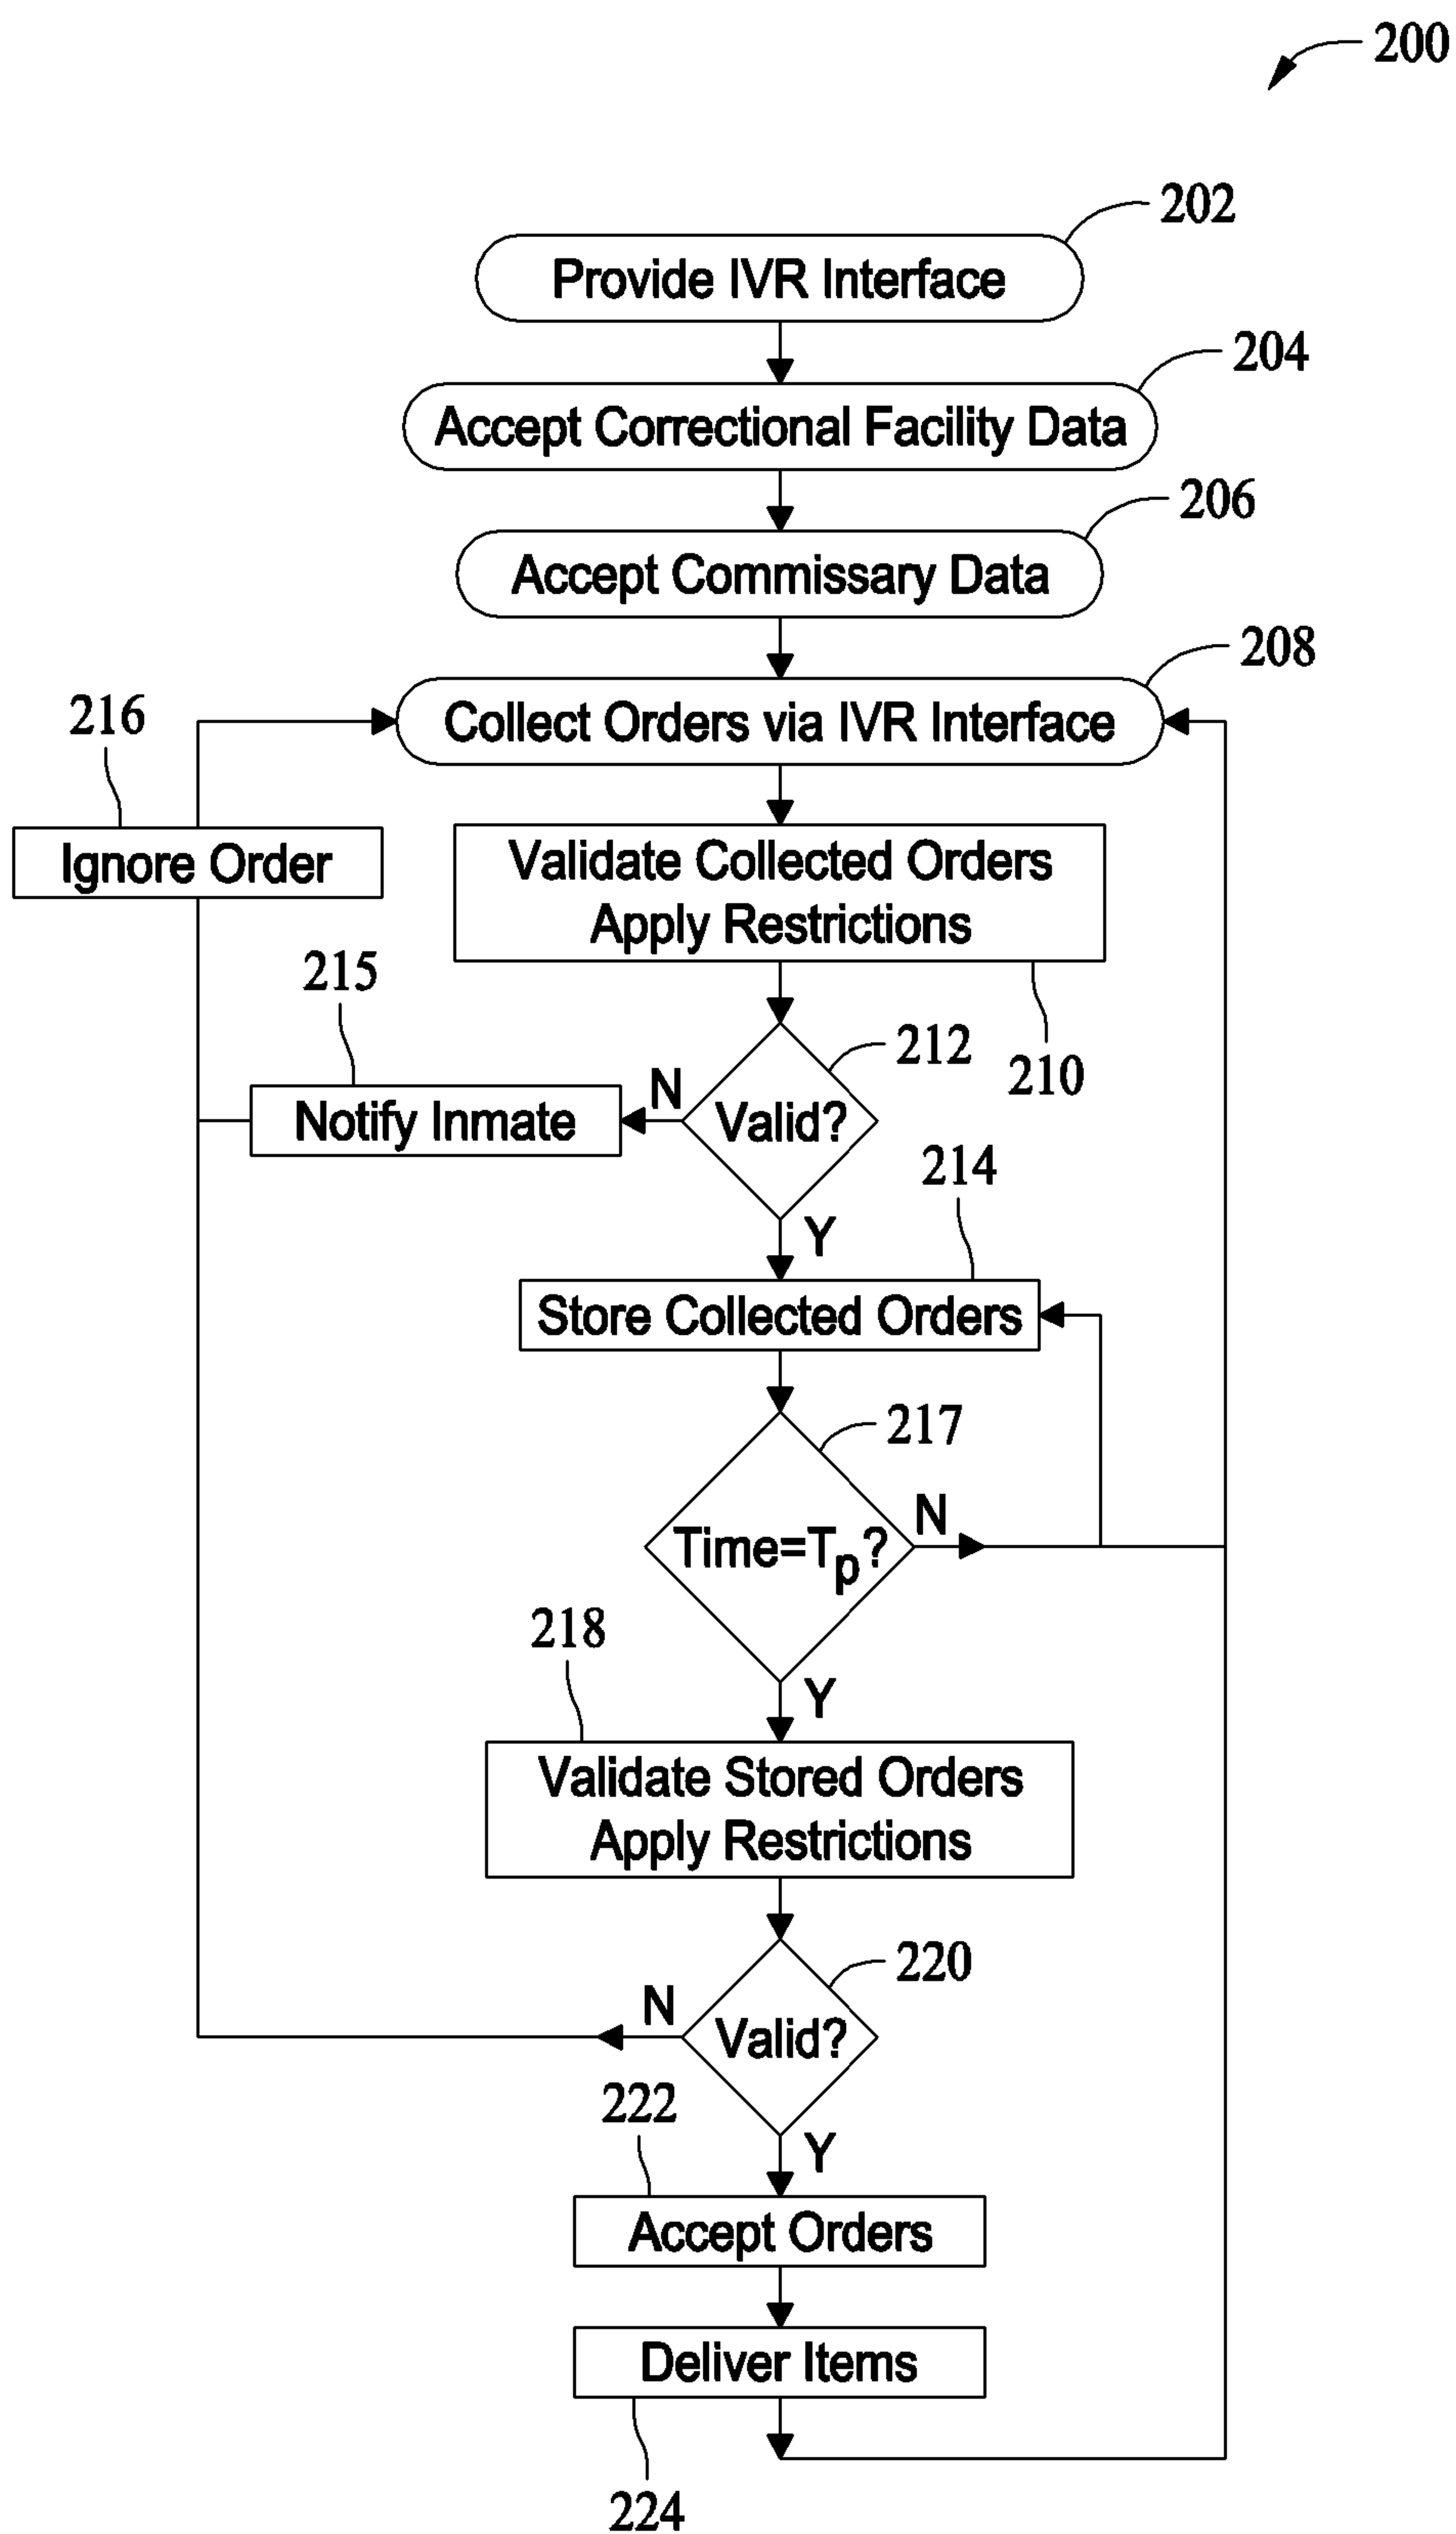 200
202
Provide IVR Interface
204
Accept Correctional Facility Data
206
Accept Commissary Data
208
Collect Orders via IVR Interface
216
Ignore Order
Validate Collected Orders
Apply Restrictions
210
215
Notify Inmate
N
212
Valid?
Y
214
Store Collected Orders
217
Time=Tp?
N
Y
218
Validate Stored Orders
Apply Restrictions
220
N
Valid?
Y
222
Accept Orders
Deliver Items
224